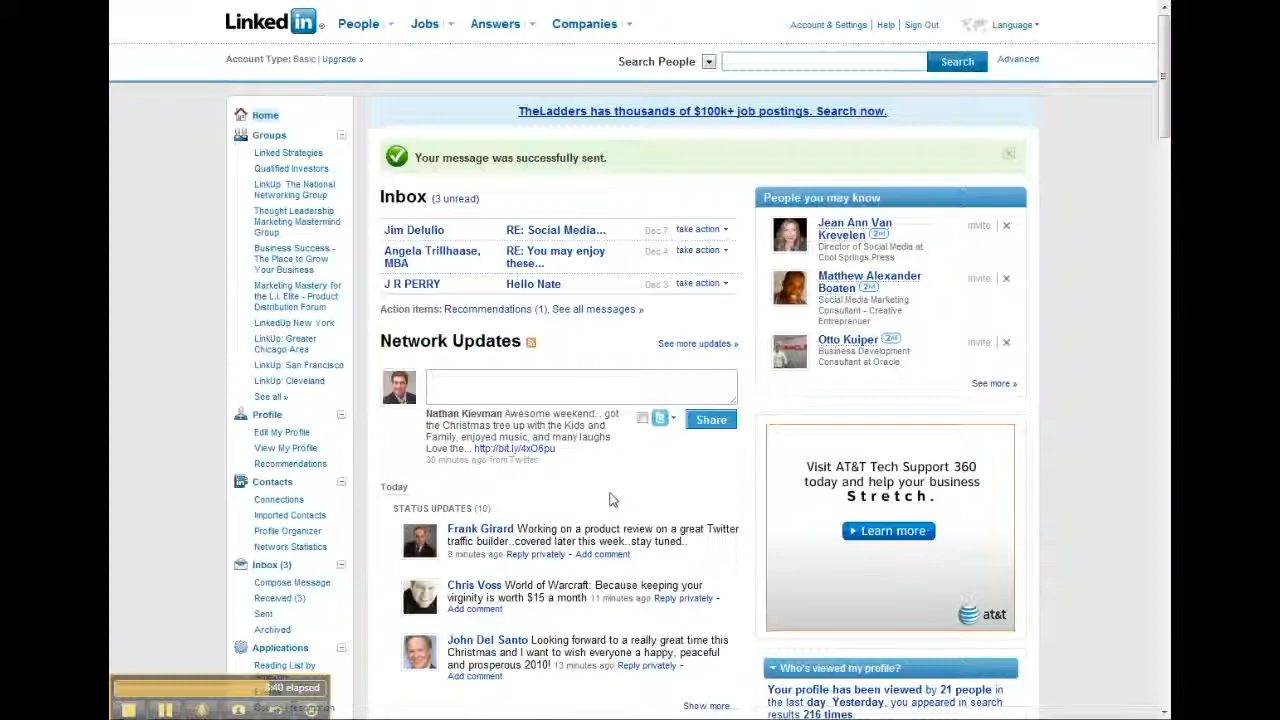 Linked in
People
Jobs
Answers
Companies
Account & Settings | Help | Sign Out
Language
Account Type: Basic | Upgrade »
Search People
Search
Advanced
Home
Groups
Linked Strategies
Qualified Investors
LinkUp: The National
Networking Group
Thought Leadership
Marketing Mastermind
Group
Business Success -
The Place to Grow
Your Business
Marketing Mastery for
the L.I. Elite - Product
Distribution Forum
LinkedUp New York
LinkUp: Greater
Chicago Area
LinkUp: San Francisco
LinkUp: Cleveland
See all »
Profile
Edit My Profile
View My Profile
Recommendations
Contacts
Connections
Imported Contacts
Profile Organizer
Network Statistics
Inbox (3)
Compose Message
Received (3)
Sent
Archived
Applications
Reading List by
3:40 elapsed
TheLadders has thousands of $100k+ job postings. Search now.
Your message was successfully sent.
Inbox (3 unread)
Jim DeIulio RE: Social Media... Dec 7 take action
Angela Trillhaase, RE: You may enjoy Dec 4 take action
MBA these...
J R PERRY Hello Nate Dec 3 take action
Action items: Recommendations (1), See all messages »
Network Updates
See more updates »
Nathan Kievman Awesome weekend.. got
the Christmas tree up with the Kids and
Family, enjoyed music, and many laughs
Love the... http://bit.ly/4xO6pu
30 minutes ago from Twitter
Share
Today
STATUS UPDATES (10)
Frank Girard Working on a product review on a great Twitter
traffic builder..covered later this week..stay tuned..
8 minutes ago Reply privately - Add comment
Chris Voss World of Warcraft: Because keeping your
virginity is worth $15 a month 11 minutes ago Reply privately -
Add comment
John Del Santo Looking forward to a really great time this
Christmas and I want to wish everyone a happy, peaceful
and prosperous 2010! 13 minutes ago Reply privately -
Add comment
Show more...
People you may know
Jean Ann Van
Krevelen 2nd
invite
Director of Social Media at
Cool Springs Press
Matthew Alexander
Boaten 2nd
invite
Social Media Marketing
Consultant - Creative
Entreprenuer
Otto Kuiper 2nd
invite
Business Development
Consultant at Oracle
See more »
Visit AT&T Tech Support 360
today and help your business
Stretch.
Learn more
at&t
Who's viewed my profile?
Your profile has been viewed by 21 people in
the last day. Yesterday, you appeared in search
results 216 times.